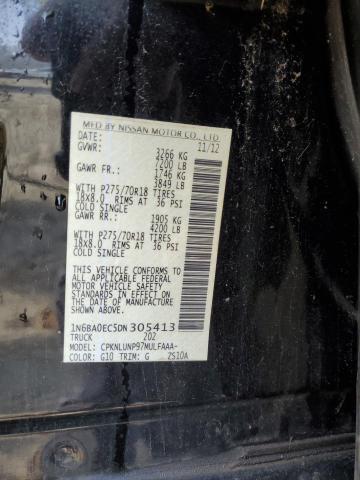 MFD BY NISSAN MOTOR CO., LTD.
DATE: 11/12
GVWR: 3266 KG
7200 LB
GAWR FR.: 1746 KG
3849 LB
WITH P275/70R18 TIRES
18X8.0 RIMS AT 36 PSI
COLD SINGLE
GAWR RR.: 1905 KG
4200 LB
WITH P275/70R18 TIRES
18X8.0 RIMS AT 36 PSI
COLD SINGLE
THIS VEHICLE CONFORMS TO
ALL APPLICABLE FEDERAL
MOTOR VEHICLE SAFETY
STANDARDS IN EFFECT ON
THE DATE OF MANUFACTURE
SHOWN ABOVE.
1N6BA0EC5DN305413
TRUCK 202
MODEL: CPKNLUNP97MULFAAA-
COLOR: G10 TRIM: G ZS10A